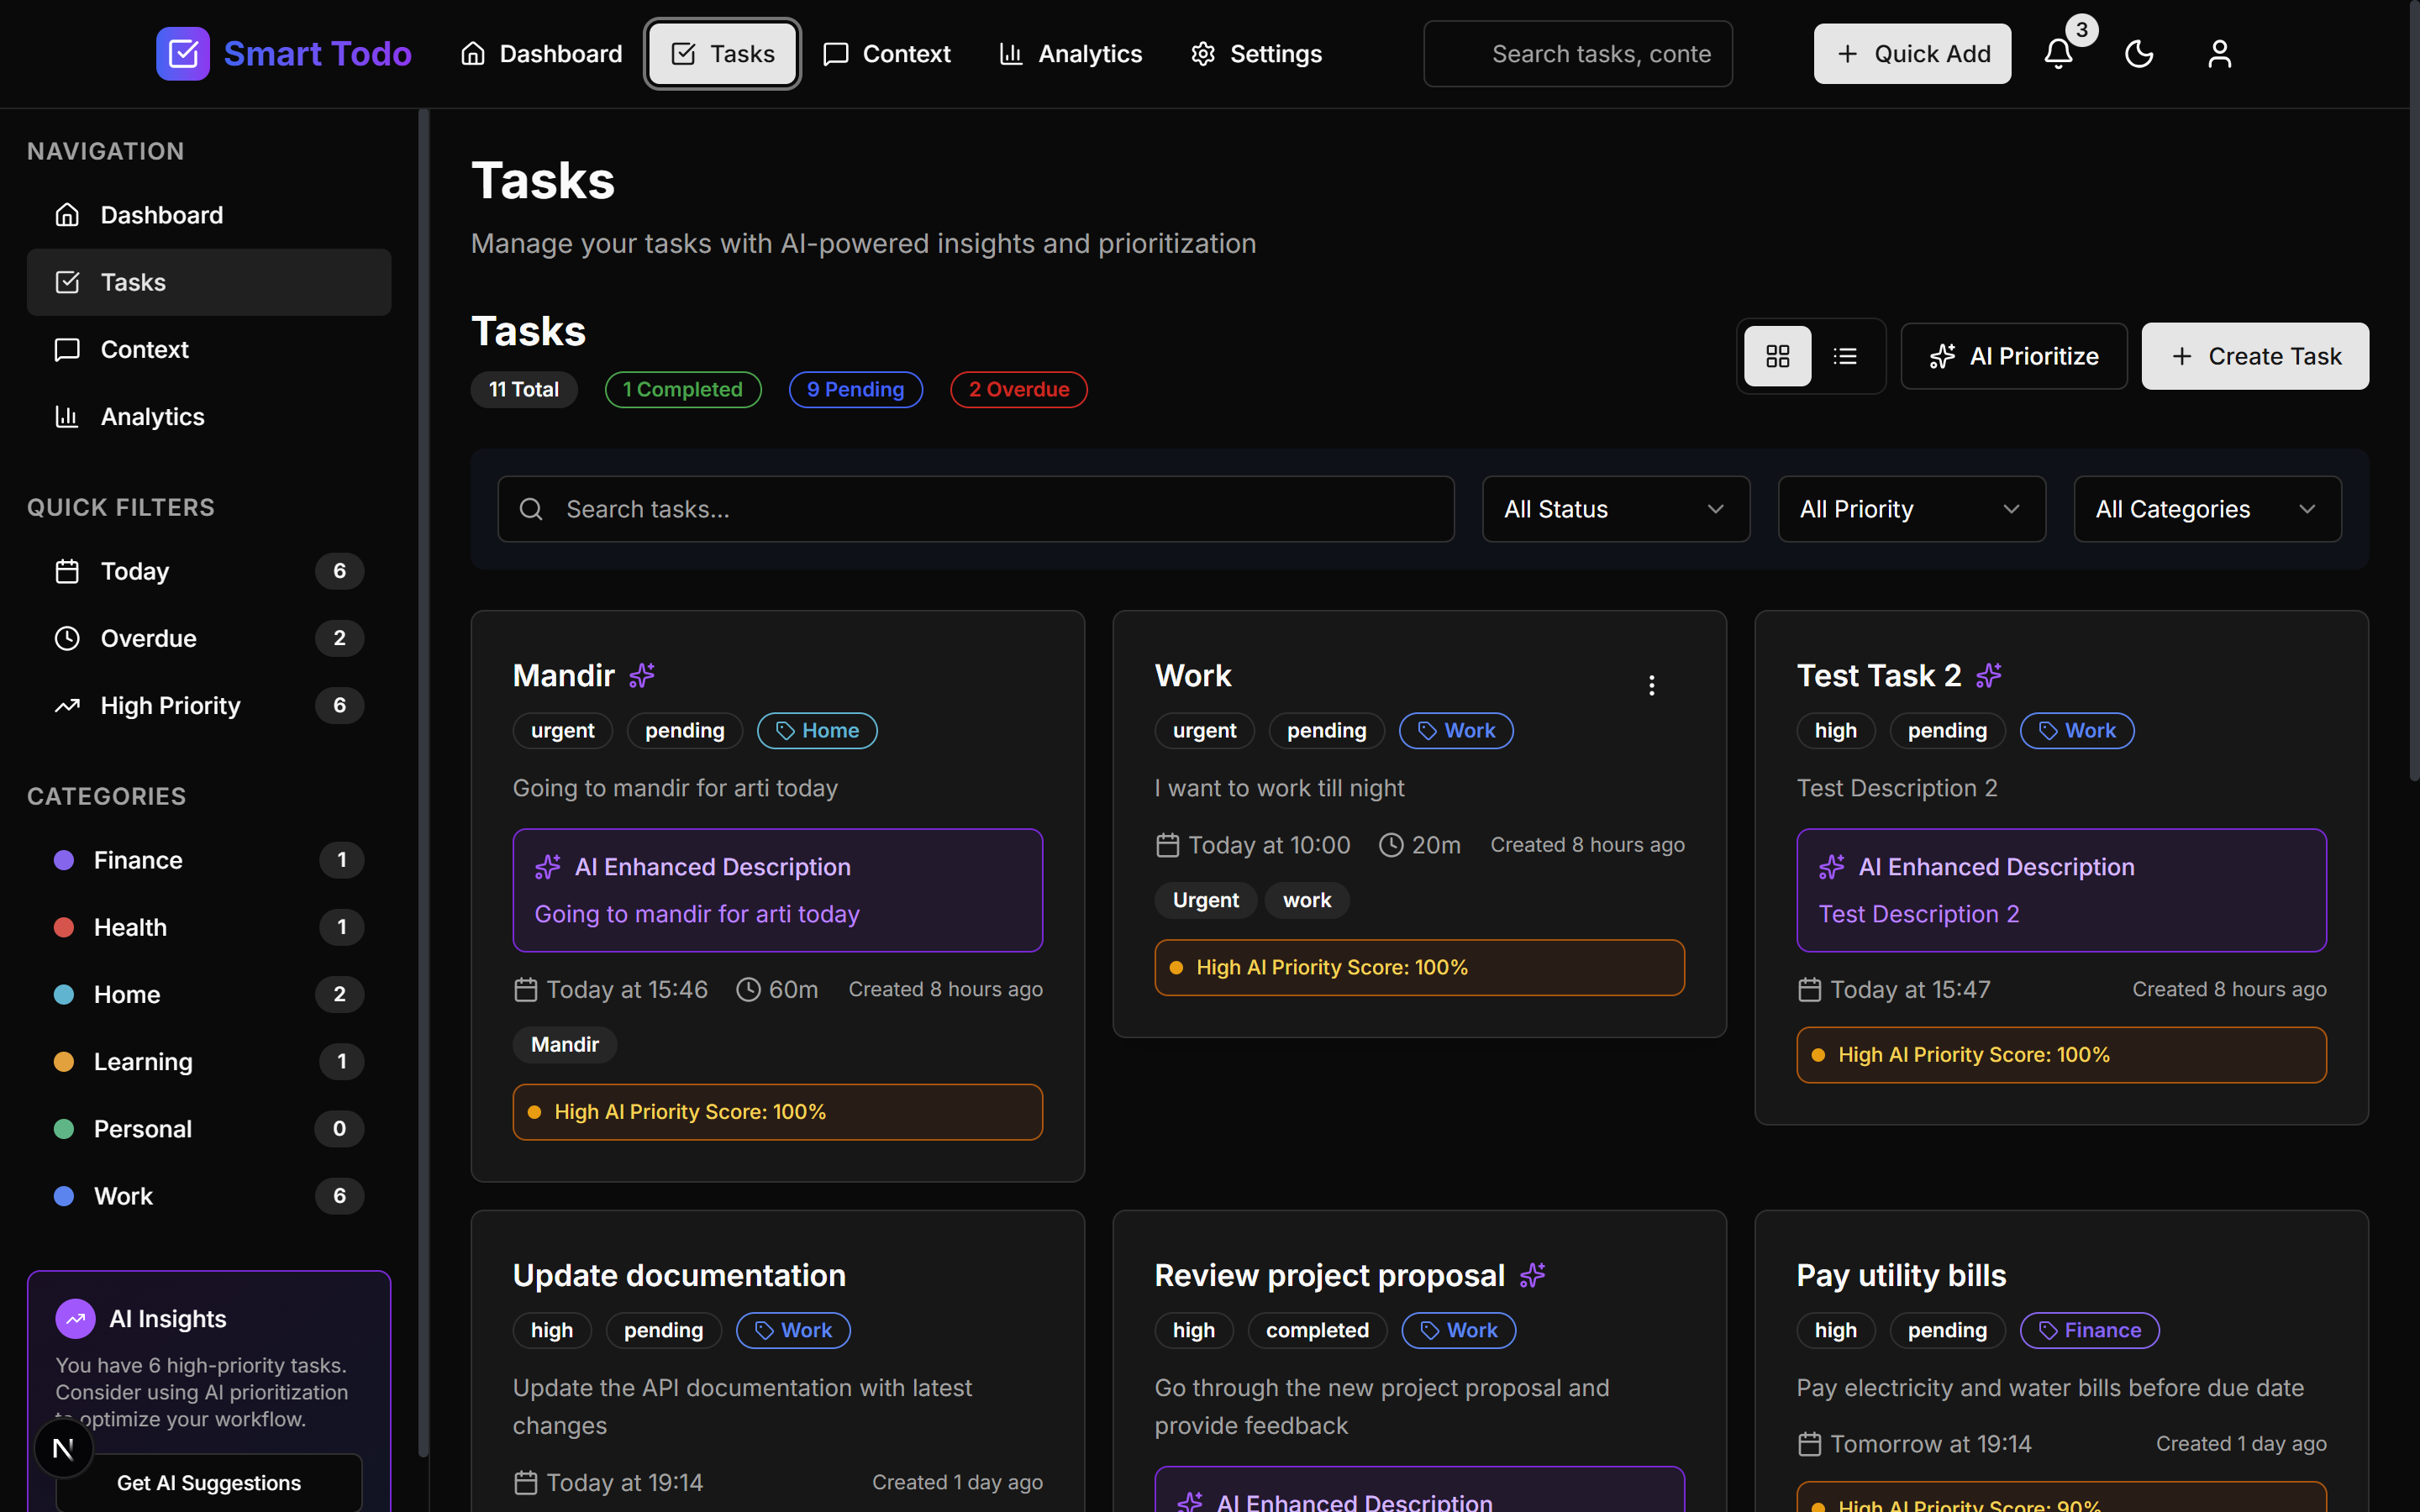 Smart Todo
Dashboard
Tasks
Context
Analytics
Settings
Search tasks, conte
Quick Add
3
NAVIGATION
Dashboard
Tasks
Context
Analytics
QUICK FILTERS
Today 6
Overdue 2
High Priority 6
CATEGORIES
Finance 1
Health 1
Home 2
Learning 1
Personal 0
Work 6
AI Insights
You have 6 high-priority tasks.
Consider using AI prioritization
to optimize your workflow.
N
Get AI Suggestions
Tasks
Manage your tasks with AI-powered insights and prioritization
Tasks
11 Total
1 Completed
9 Pending
2 Overdue
AI Prioritize
Create Task
Search tasks...
All Status
All Priority
All Categories
Mandir
urgent
pending
Home
Going to mandir for arti today
AI Enhanced Description
Going to mandir for arti today
Today at 15:46
60m
Created 8 hours ago
Mandir
High AI Priority Score: 100%
Work
urgent
pending
Work
I want to work till night
Today at 10:00
20m
Created 8 hours ago
Urgent
work
High AI Priority Score: 100%
Test Task 2
high
pending
Work
Test Description 2
AI Enhanced Description
Test Description 2
Today at 15:47
Created 8 hours ago
High AI Priority Score: 100%
Update documentation
high
pending
Work
Update the API documentation with latest
changes
Today at 19:14
Created 1 day ago
Review project proposal
high
completed
Work
Go through the new project proposal and
provide feedback
AI Enhanced Description
Pay utility bills
high
pending
Finance
Pay electricity and water bills before due date
Tomorrow at 19:14
Created 1 day ago
High AI Priority Score: 90%